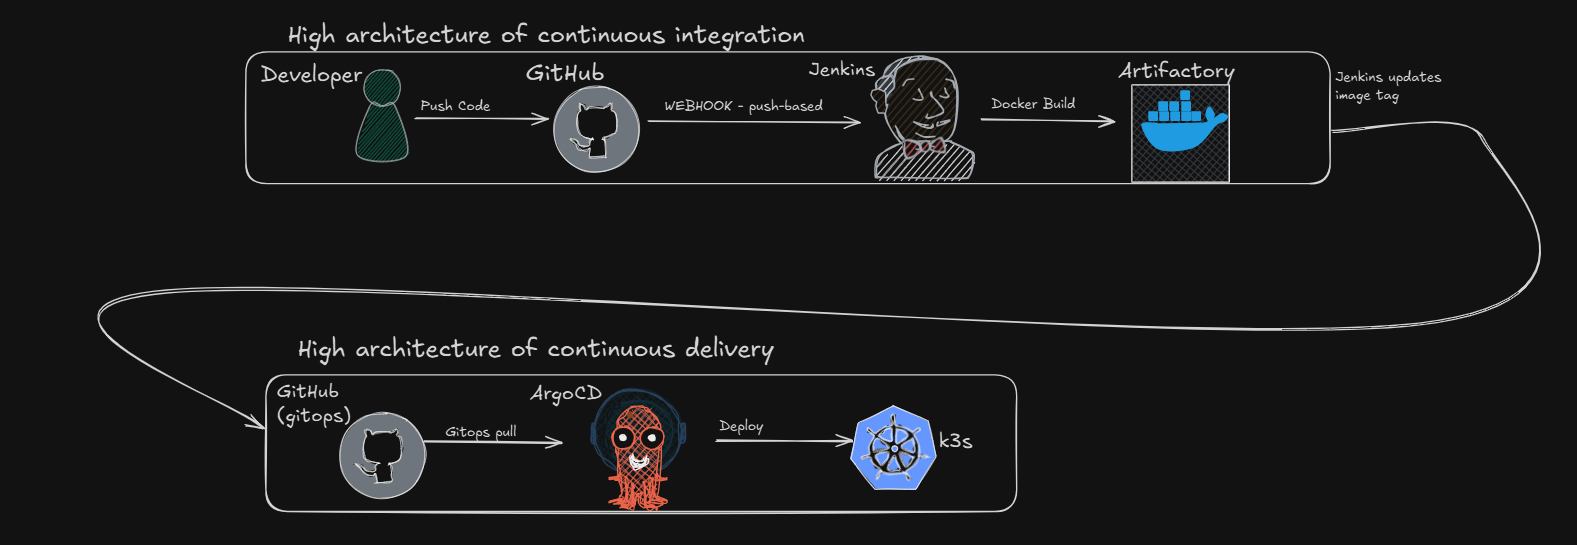 High architecture of continuous integration
Developer
GitHub
Jenkins
Artifactory
Push Code
WEBHOOK - push-based
Docker Build
Jenkins updates
image tag
High architecture of continuous delivery
GitHub
(gitops)
ArgoCD
Gitops pull
Deploy
k3s